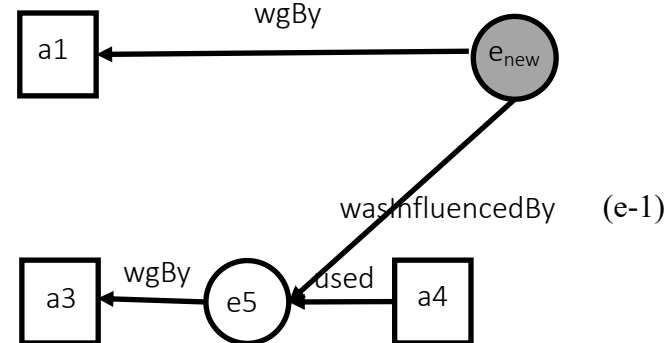 wgBy
a1
enew
wasInfluencedBy (e-1)
wgBy
used
a3
e5
a4